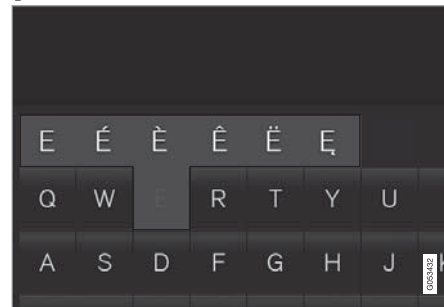 E É È Ê Ë Ę
Q W E R T Y U
A S D F G H J K
G053432